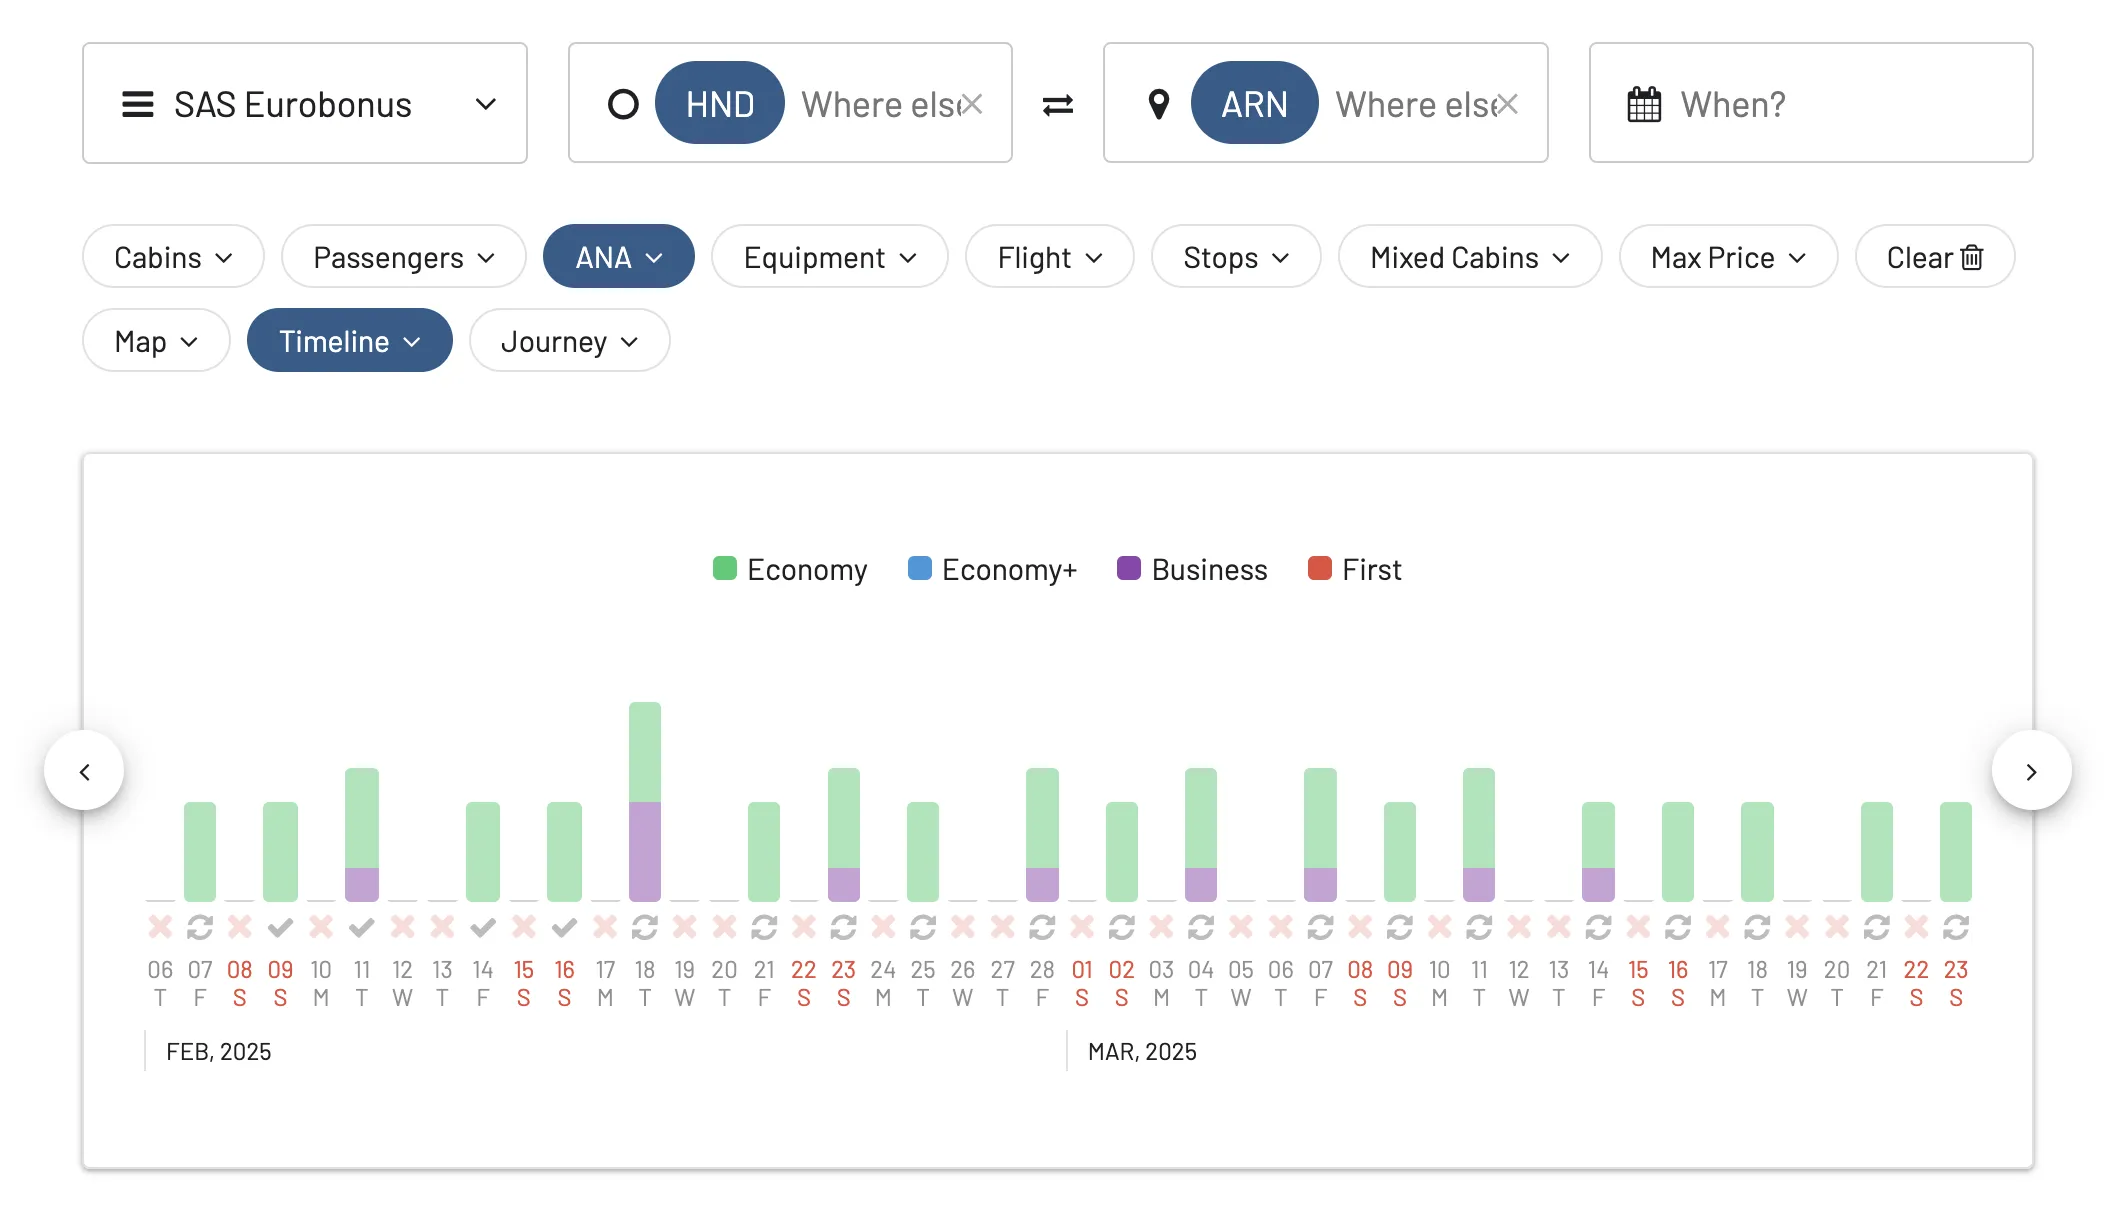 SAS Eurobonus HND Where else ARN Where else When?
Cabins Passengers ANA Equipment Flight Stops Mixed Cabins Max Price Clear
Map Timeline Journey
Economy Economy+ Business First
06 07 08 09 10 11 12 13 14 15 16 17 18 19 20 21 22 23 24 25 26 27 28 01 02 03 04 05 06 07 08 09 10 11 12 13 14 15 16 17 18 19 20 21 22 23
T F S S M T W T F S S M T W T F S S M T W T F S S M T W T F S S M T W T F S S M T W T F S S
FEB, 2025 MAR, 2025